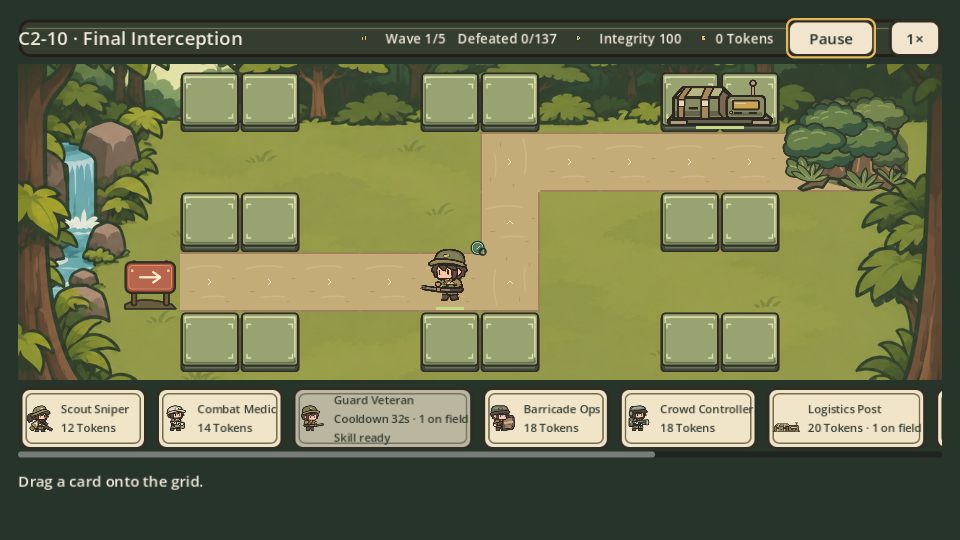 C2-10 · Final Interception
Wave 1/5 Defeated 0/137 Integrity 100 0 Tokens
Pause
1×
Scout Sniper
12 Tokens
Combat Medic
14 Tokens
Guard Veteran
Cooldown 32s · 1 on field
Skill ready
Barricade Ops
18 Tokens
Crowd Controller
18 Tokens
Logistics Post
20 Tokens · 1 on field
Drag a card onto the grid.